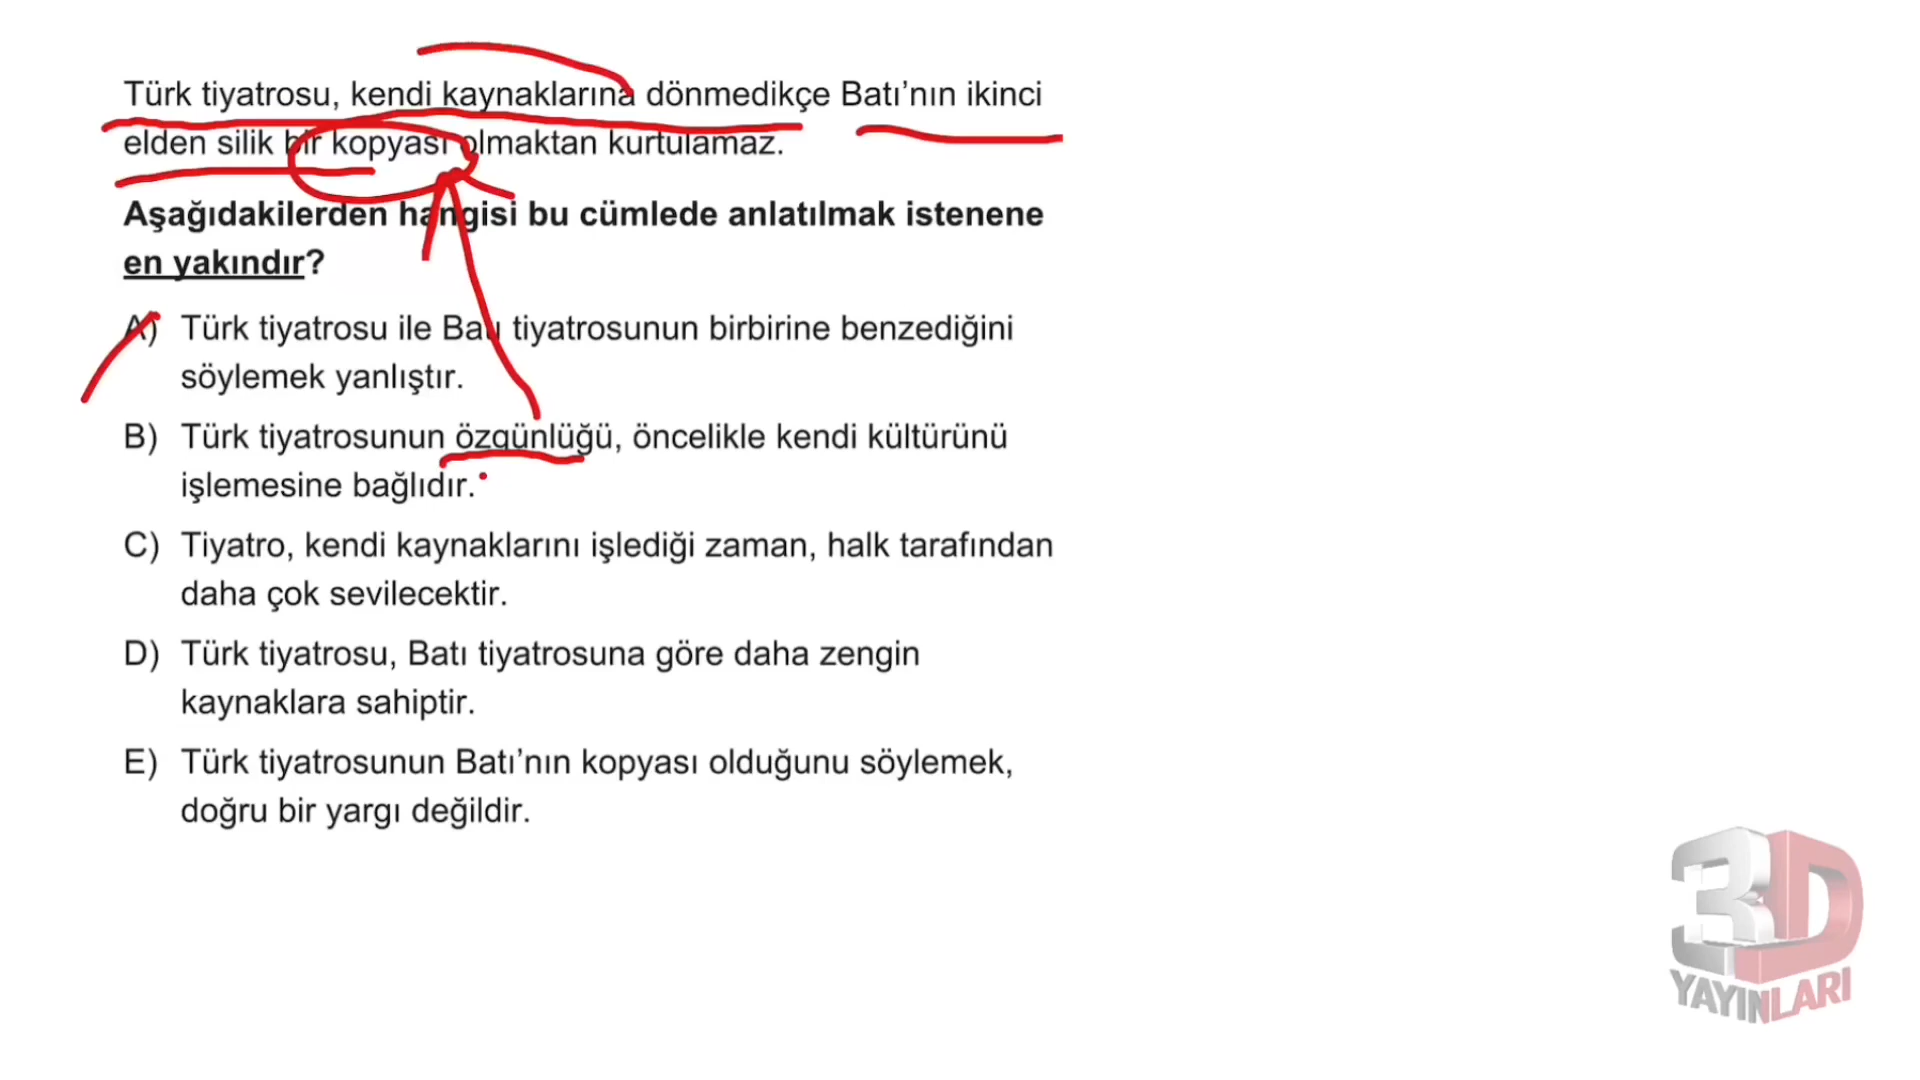 Türk tiyatrosu, kendi kaynaklarına dönmedikçe Batı’nın ikinci
elden silik bir kopyası olmaktan kurtulamaz.
Aşağıdakilerden hangisi bu cümlede anlatılmak istenene
en yakındır?
A) Türk tiyatrosu ile Batı tiyatrosunun birbirine benzediğini
söylemek yanlıştır.
B) Türk tiyatrosunun özgünlüğü, öncelikle kendi kültürünü
işlemesine bağlıdır.
C) Tiyatro, kendi kaynaklarını işlediği zaman, halk tarafından
daha çok sevilecektir.
D) Türk tiyatrosu, Batı tiyatrosuna göre daha zengin
kaynaklara sahiptir.
E) Türk tiyatrosunun Batı’nın kopyası olduğunu söylemek,
doğru bir yargı değildir.
3D
YAYINLARI